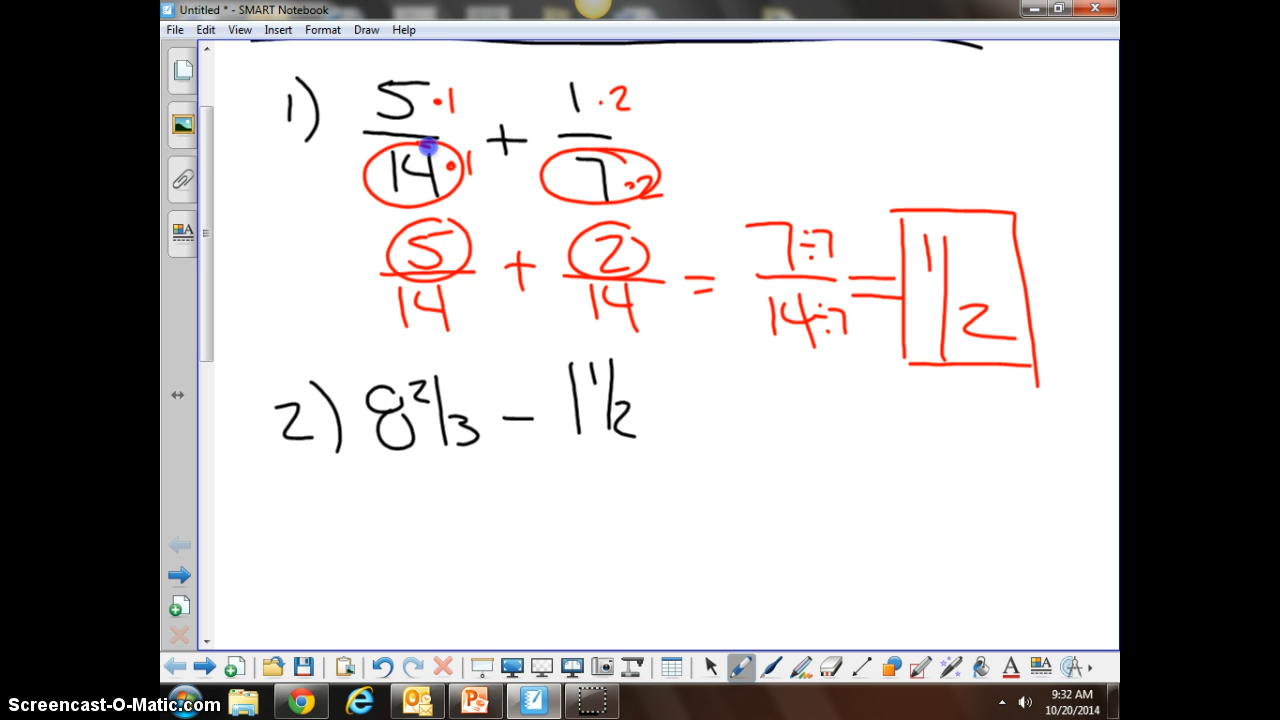 Untitled * - SMART Notebook
File Edit View Insert Format Draw Help
1) 5·1/14·1 + 1·2/7·2
5/14 + 2/14 = 7÷7/14÷7 = 1/2
2) 8 2/3 - 1 1/2
9:32 AM
10/20/2014
Screencast-O-Matic.com